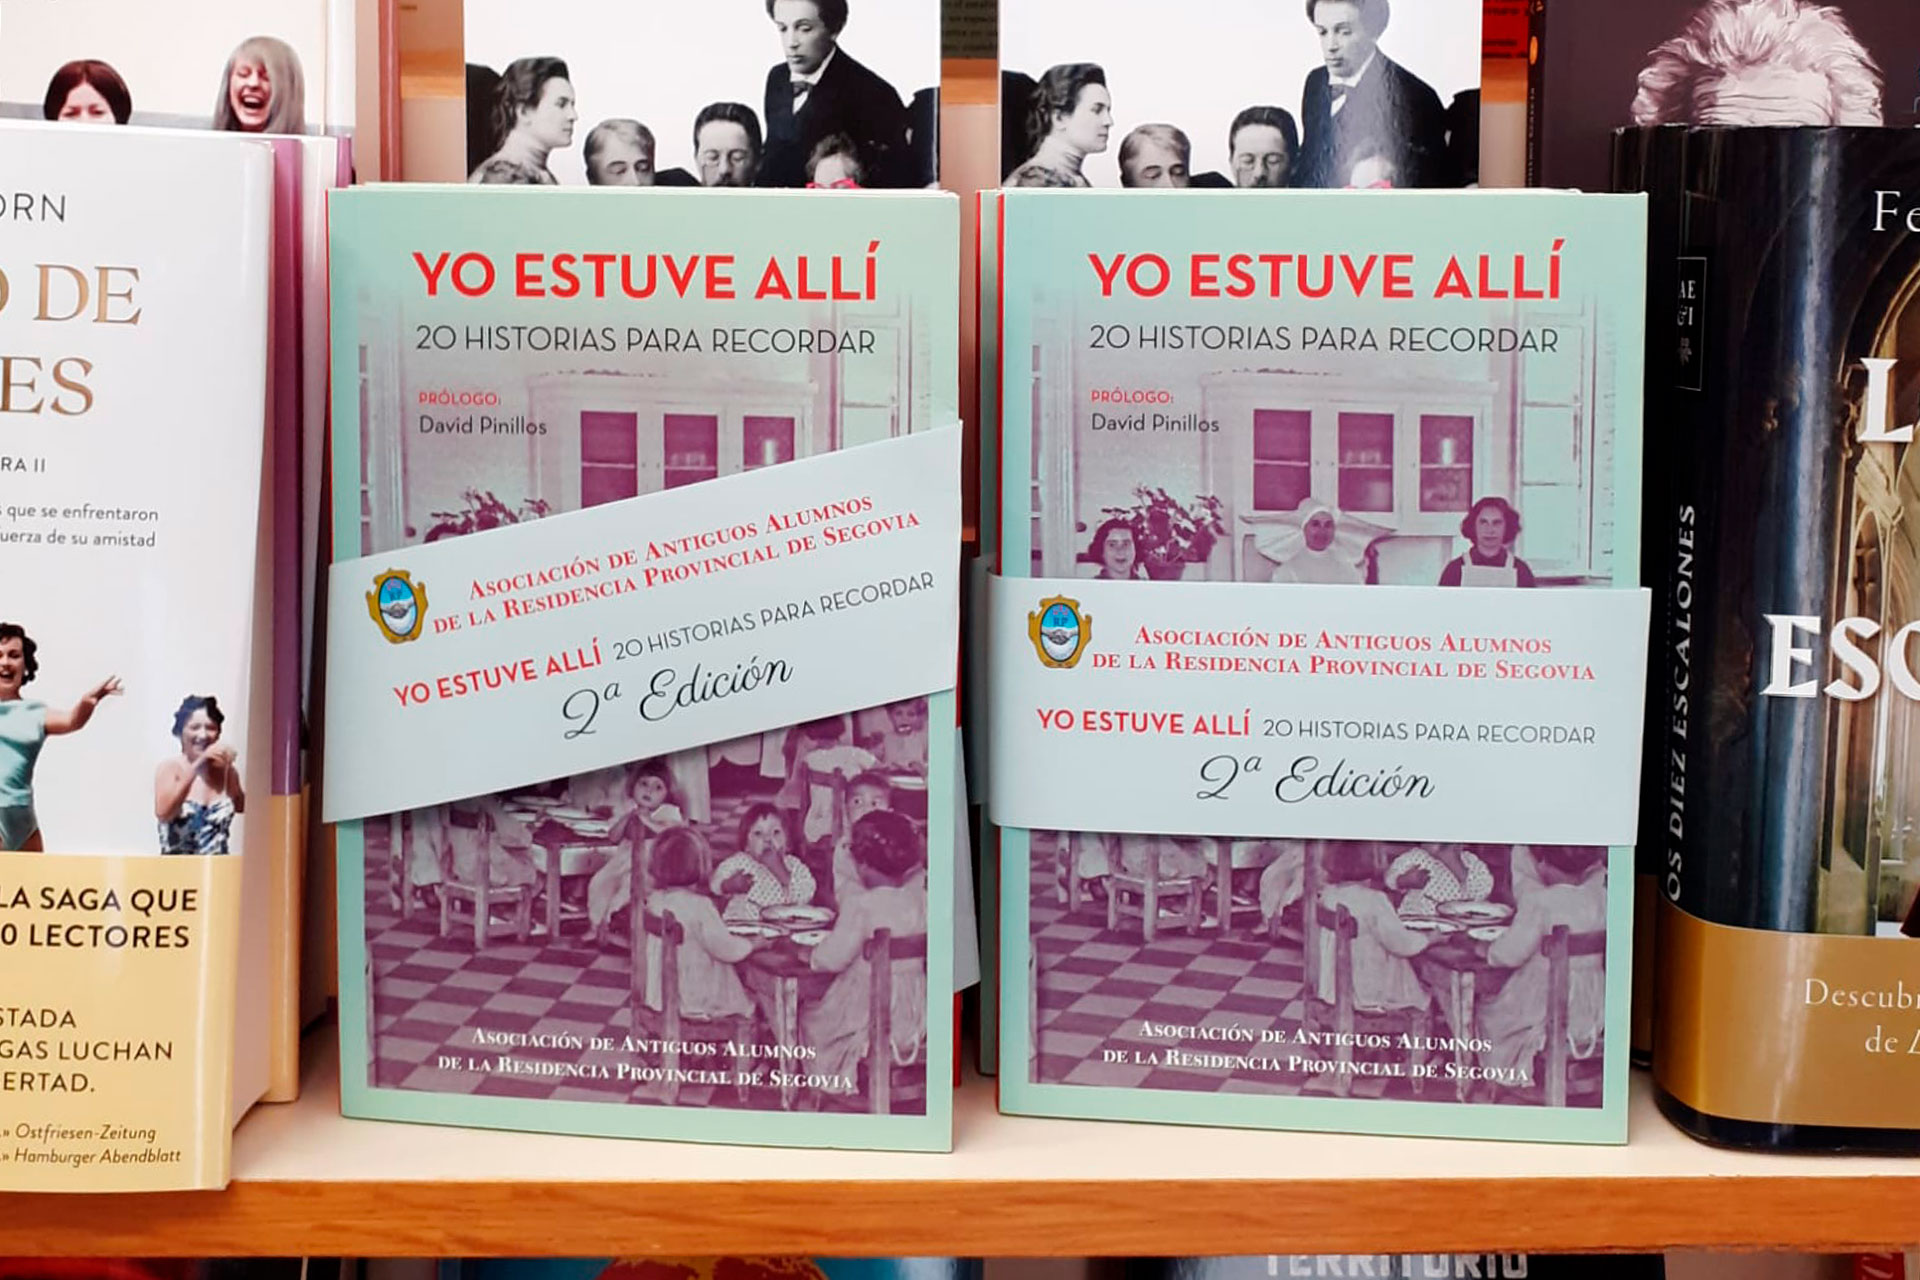 ORN
DE
ES
RA II
que se enfrentaron
de su amistad
LA SAGA QUE
0 LECTORES
LUCHAN
Ostfriesen-Zeitung
Hamburger Abendblatt
YO ESTUVE ALLÍ
20 HISTORIAS PARA RECORDAR
PRÓLOGO:
David Pinillos
ASOCIACIÓN DE ANTIGUOS ALUMNOS
DE LA RESIDENCIA PROVINCIAL DE SEGOVIA
YO ESTUVE ALLÍ 20 HISTORIAS PARA RECORDAR
2ª Edición
ASOCIACIÓN DE ANTIGUOS ALUMNOS
DE LA RESIDENCIA PROVINCIAL DE SEGOVIA
YO ESTUVE ALLÍ
20 HISTORIAS PARA RECORDAR
PRÓLOGO:
David Pinillos
RP
ASOCIACIÓN DE ANTIGUOS ALUMNOS
DE LA RESIDENCIA PROVINCIAL DE SEGOVIA
YO ESTUVE ALLÍ 20 HISTORIAS PARA RECORDAR
2ª Edición
ASOCIACIÓN DE ANTIGUOS ALUMNOS
DE LA RESIDENCIA PROVINCIAL DE SEGOVIA
OS DIEZ ESCALONES
AE
&I
Fe
L
ESC
Descub
de
TERRITORIO